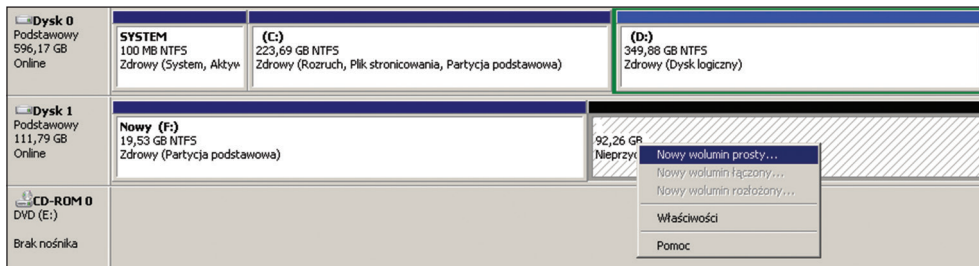 Dysk 0
Podstawowy
596,17 GB
Online
SYSTEM
100 MB NTFS
Zdrowy (System, Aktyw
(C:)
223,69 GB NTFS
Zdrowy (Rozruch, Plik stronicowania, Partycja podstawowa)
(D:)
349,88 GB NTFS
Zdrowy (Dysk logiczny)
Dysk 1
Podstawowy
111,79 GB
Online
Nowy (F:)
19,53 GB NTFS
Zdrowy (Partycja podstawowa)
92,26 GB
Nieprzy
Nowy wolumin prosty...
Nowy wolumin łączony...
Nowy wolumin rozłożony...
Właściwości
Pomoc
CD-ROM 0
DVD (E:)
Brak nośnika